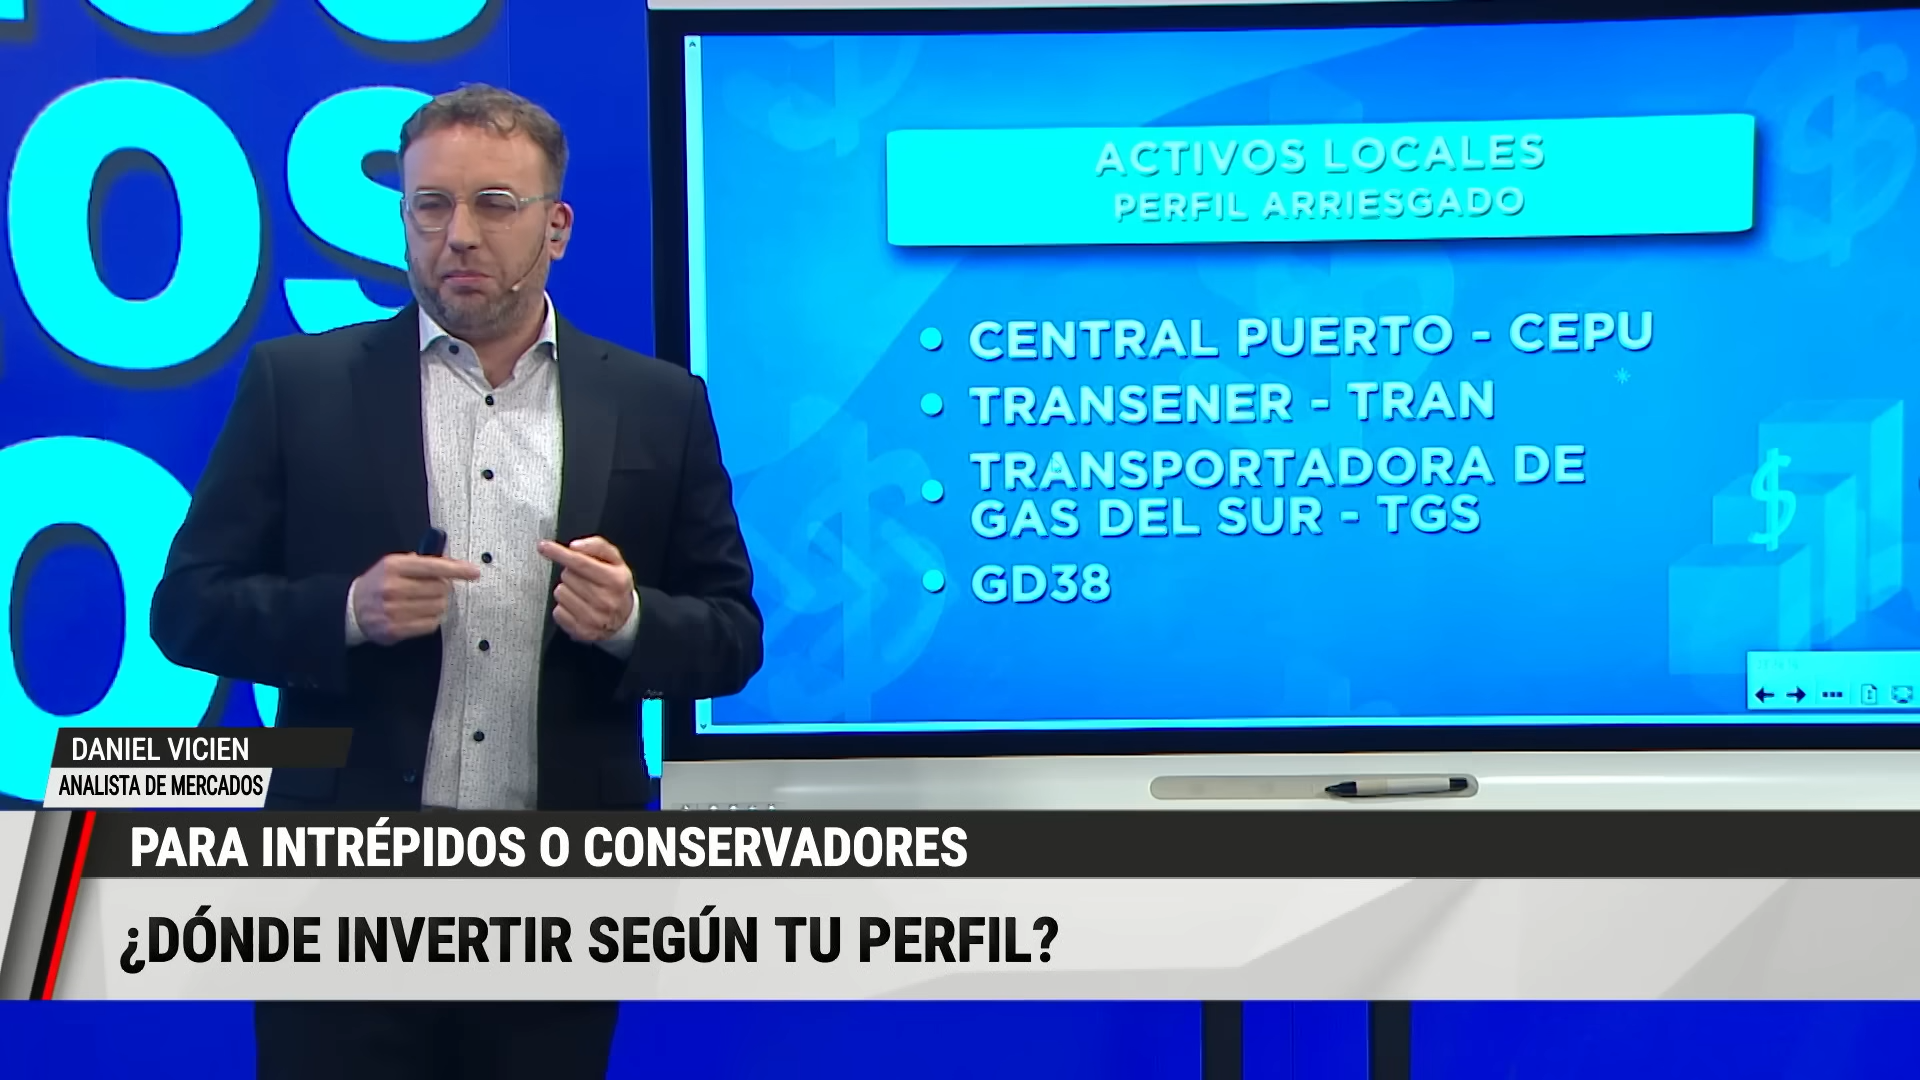 OS
ACTIVOS LOCALES
PERFIL ARRIESGADO
• CENTRAL PUERTO - CEPU
• TRANSENER - TRAN
• TRANSPORTADORA DE
GAS DEL SUR - TGS
• GD38
DANIEL VICIEN
ANALISTA DE MERCADOS
PARA INTRÉPIDOS O CONSERVADORES
¿DÓNDE INVERTIR SEGÚN TU PERFIL?